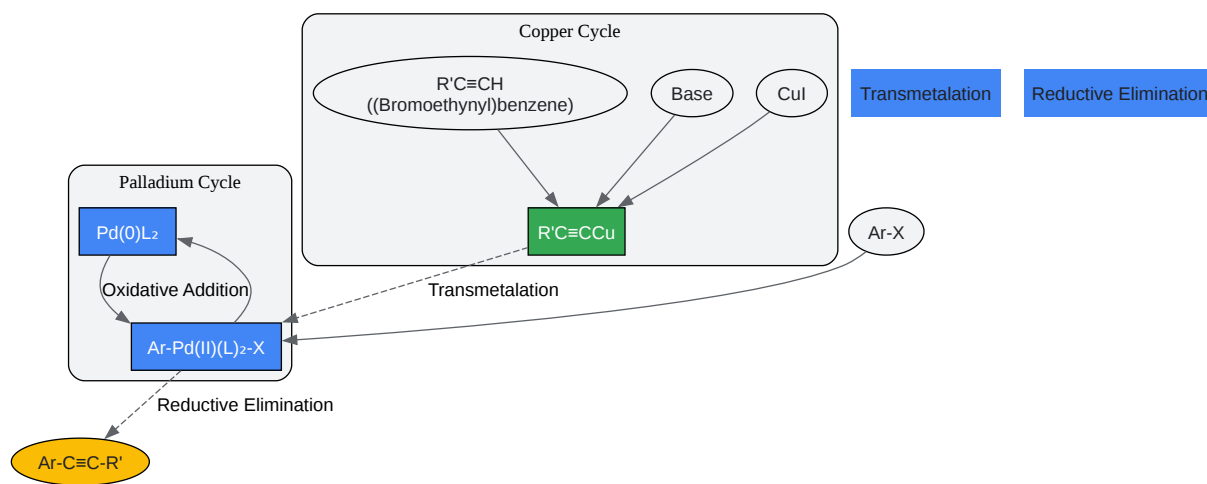 Copper Cycle
R'C≡CH
((Bromoethynyl)benzene)
Base
CuI
Transmetalation
Reductive Elimination
Palladium Cycle
Pd(0)L₂
R'C≡CCu
Ar-X
Oxidative Addition
Transmetalation
Ar-Pd(II)(L)₂-X
Reductive Elimination
Ar-C≡C-R'